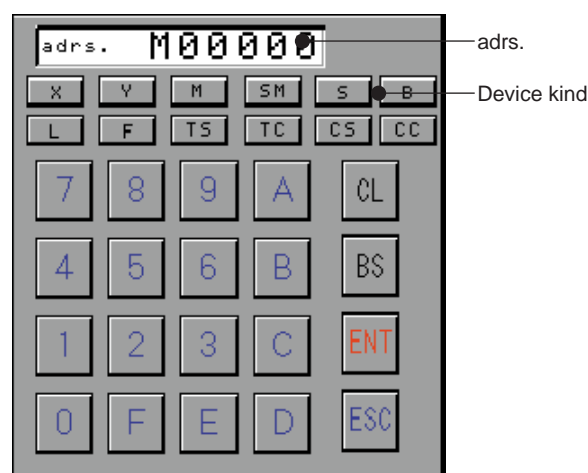 adrs. M00000 adrs.
X Y M SM S B Device kind
L F TS TC CS CC
7 8 9 A CL
4 5 6 B BS
1 2 3 C ENT
0 F E D ESC